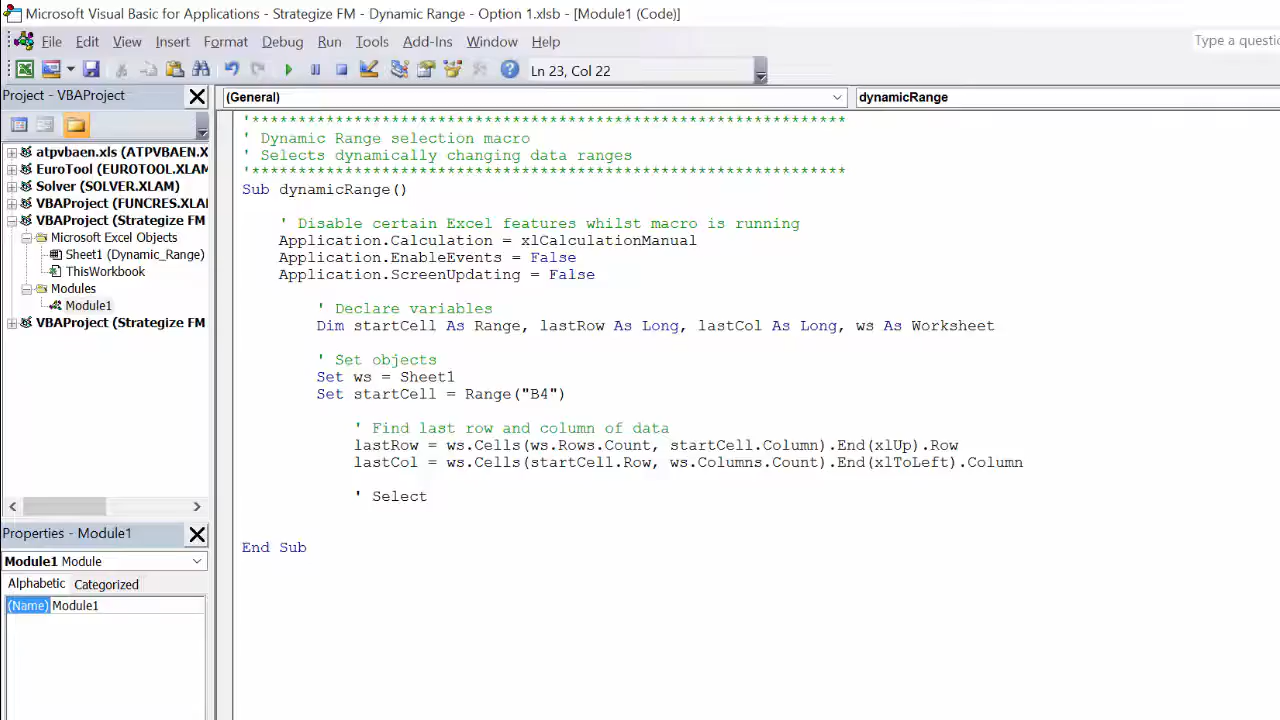 Microsoft Visual Basic for Applications - Strategize FM - Dynamic Range - Option 1.xlsb - [Module1 (Code)]
File Edit View Insert Format Debug Run Tools Add-Ins Window Help
Type a questic
Ln 23, Col 22
Project - VBAProject
(General)
dynamicRange
atpvbaen.xls (ATPVBAEN.X
EuroTool (EUROTOOL.XLAM)
Solver (SOLVER.XLAM)
VBAProject (FUNCRES.XLA
VBAProject (Strategize FM
Microsoft Excel Objects
Sheet1 (Dynamic_Range)
ThisWorkbook
Modules
Module1
VBAProject (Strategize FM
Properties - Module1
Module1 Module
Alphabetic Categorized
(Name) Module1
'****************************************************************
' Dynamic Range selection macro
' Selects dynamically changing data ranges
'****************************************************************
Sub dynamicRange()
' Disable certain Excel features whilst macro is running
Application.Calculation = xlCalculationManual
Application.EnableEvents = False
Application.ScreenUpdating = False
' Declare variables
Dim startCell As Range, lastRow As Long, lastCol As Long, ws As Worksheet
' Set objects
Set ws = Sheet1
Set startCell = Range("B4")
' Find last row and column of data
lastRow = ws.Cells(ws.Rows.Count, startCell.Column).End(xlUp).Row
lastCol = ws.Cells(startCell.Row, ws.Columns.Count).End(xlToLeft).Column
' Select
End Sub